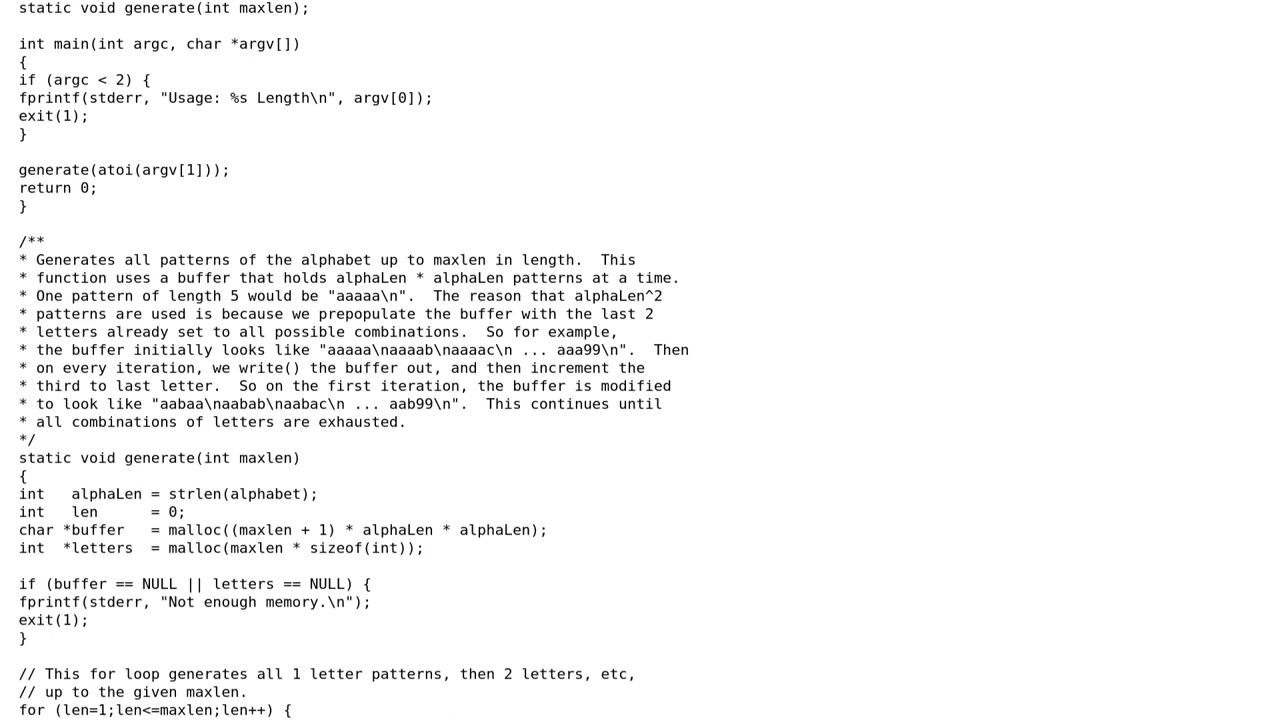 static void generate(int maxlen);
int main(int argc, char *argv[])
{
if (argc < 2) {
fprintf(stderr, "Usage: %s Length\n", argv[0]);
exit(1);
}
generate(atoi(argv[1]));
return 0;
}
/**
* Generates all patterns of the alphabet up to maxlen in length.  This
* function uses a buffer that holds alphaLen * alphaLen patterns at a time.
* One pattern of length 5 would be "aaaaa\n".  The reason that alphaLen^2
* patterns are used is because we prepopulate the buffer with the last 2
* letters already set to all possible combinations.  So for example,
* the buffer initially looks like "aaaaa\naaaab\naaaac\n ... aaa99\n".  Then
* on every iteration, we write() the buffer out, and then increment the
* third to last letter.  So on the first iteration, the buffer is modified
* to look like "aabaa\naabab\naabac\n ... aab99\n".  This continues until
* all combinations of letters are exhausted.
*/
static void generate(int maxlen)
{
int   alphaLen = strlen(alphabet);
int   len      = 0;
char *buffer   = malloc((maxlen + 1) * alphaLen * alphaLen);
int  *letters  = malloc(maxlen * sizeof(int));
if (buffer == NULL || letters == NULL) {
fprintf(stderr, "Not enough memory.\n");
exit(1);
}
// This for loop generates all 1 letter patterns, then 2 letters, etc,
// up to the given maxlen.
for (len=1;len<=maxlen;len++) {